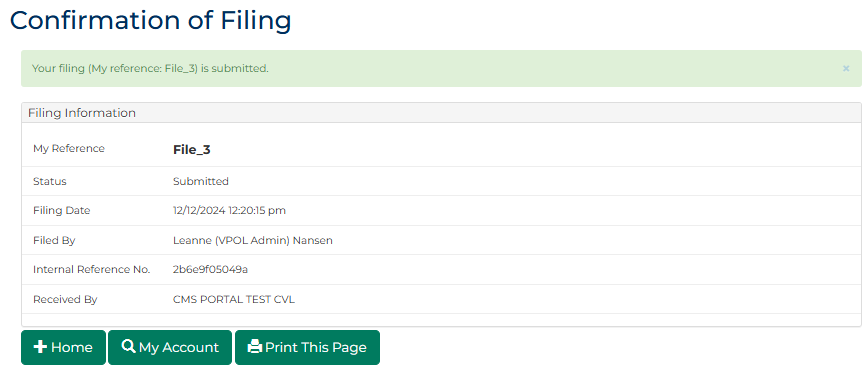 Confirmation of Filing
Your filing (My reference: File_3) is submitted.
×
Filing Information
My Reference File_3
Status Submitted
Filing Date 12/12/2024 12:20:15 pm
Filed By Leanne (VPOL Admin) Nansen
Internal Reference No. 2b6e9f05049a
Received By CMS PORTAL TEST CVL
Home My Account Print This Page